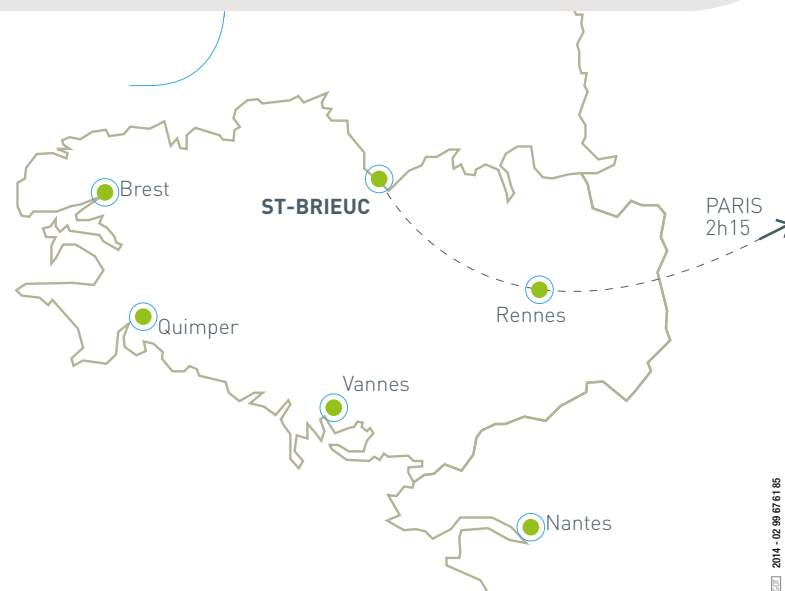 Brest
ST-BRIEUC
PARIS
2h15
Rennes
Quimper
Vannes
Nantes
2014 - 02 99 67 61 85